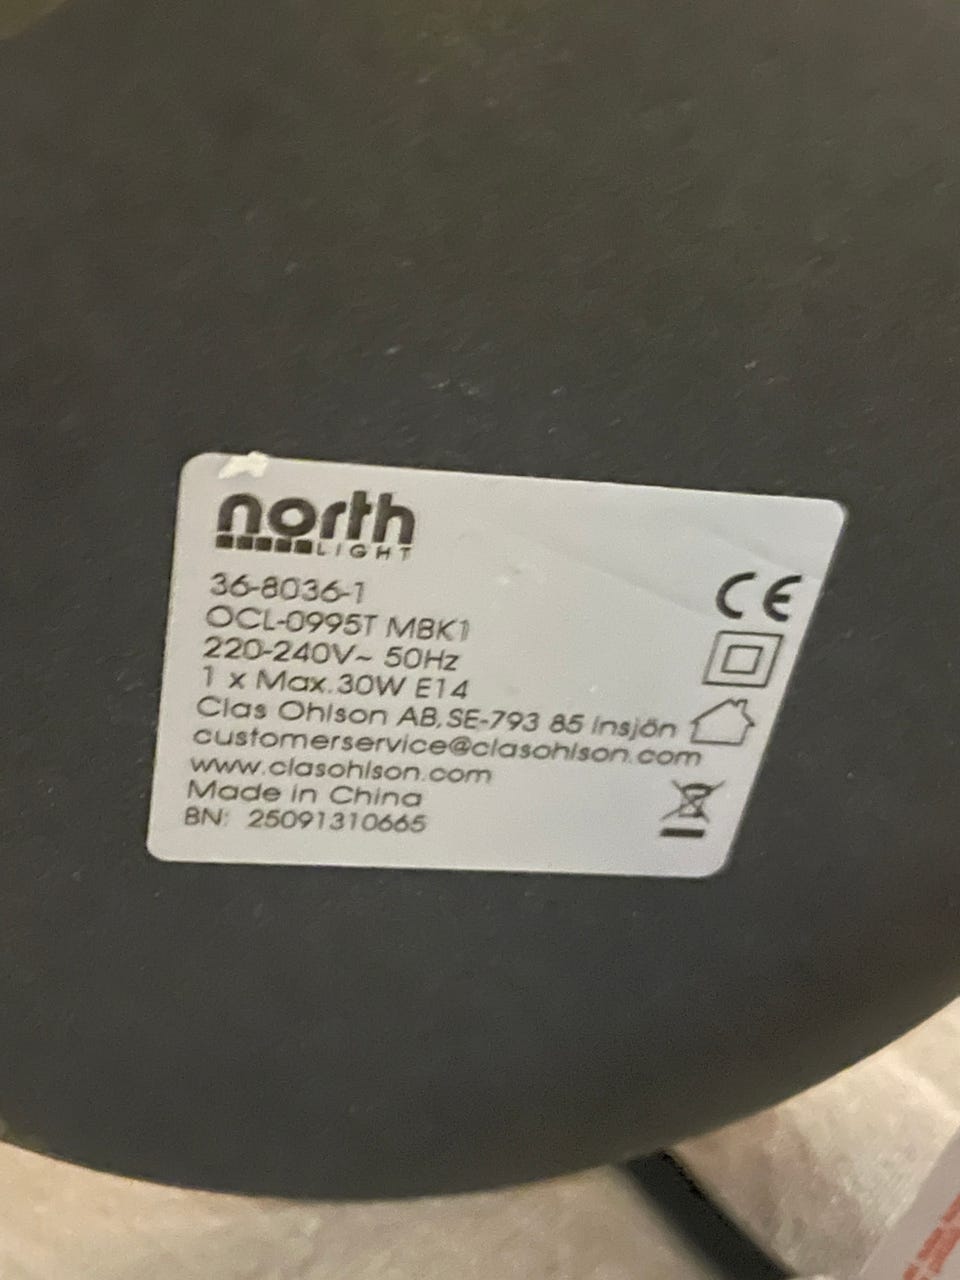 north
LIGHT
36-8036-1
OCL-0995T MBK1
220-240V~ 50Hz
1 x Max.30W E14
Clas Ohlson AB, SE-793 85 Insjön
customerservice@clasohlson.com
www.clasohlson.com
Made in China
BN: 25091310665
CE